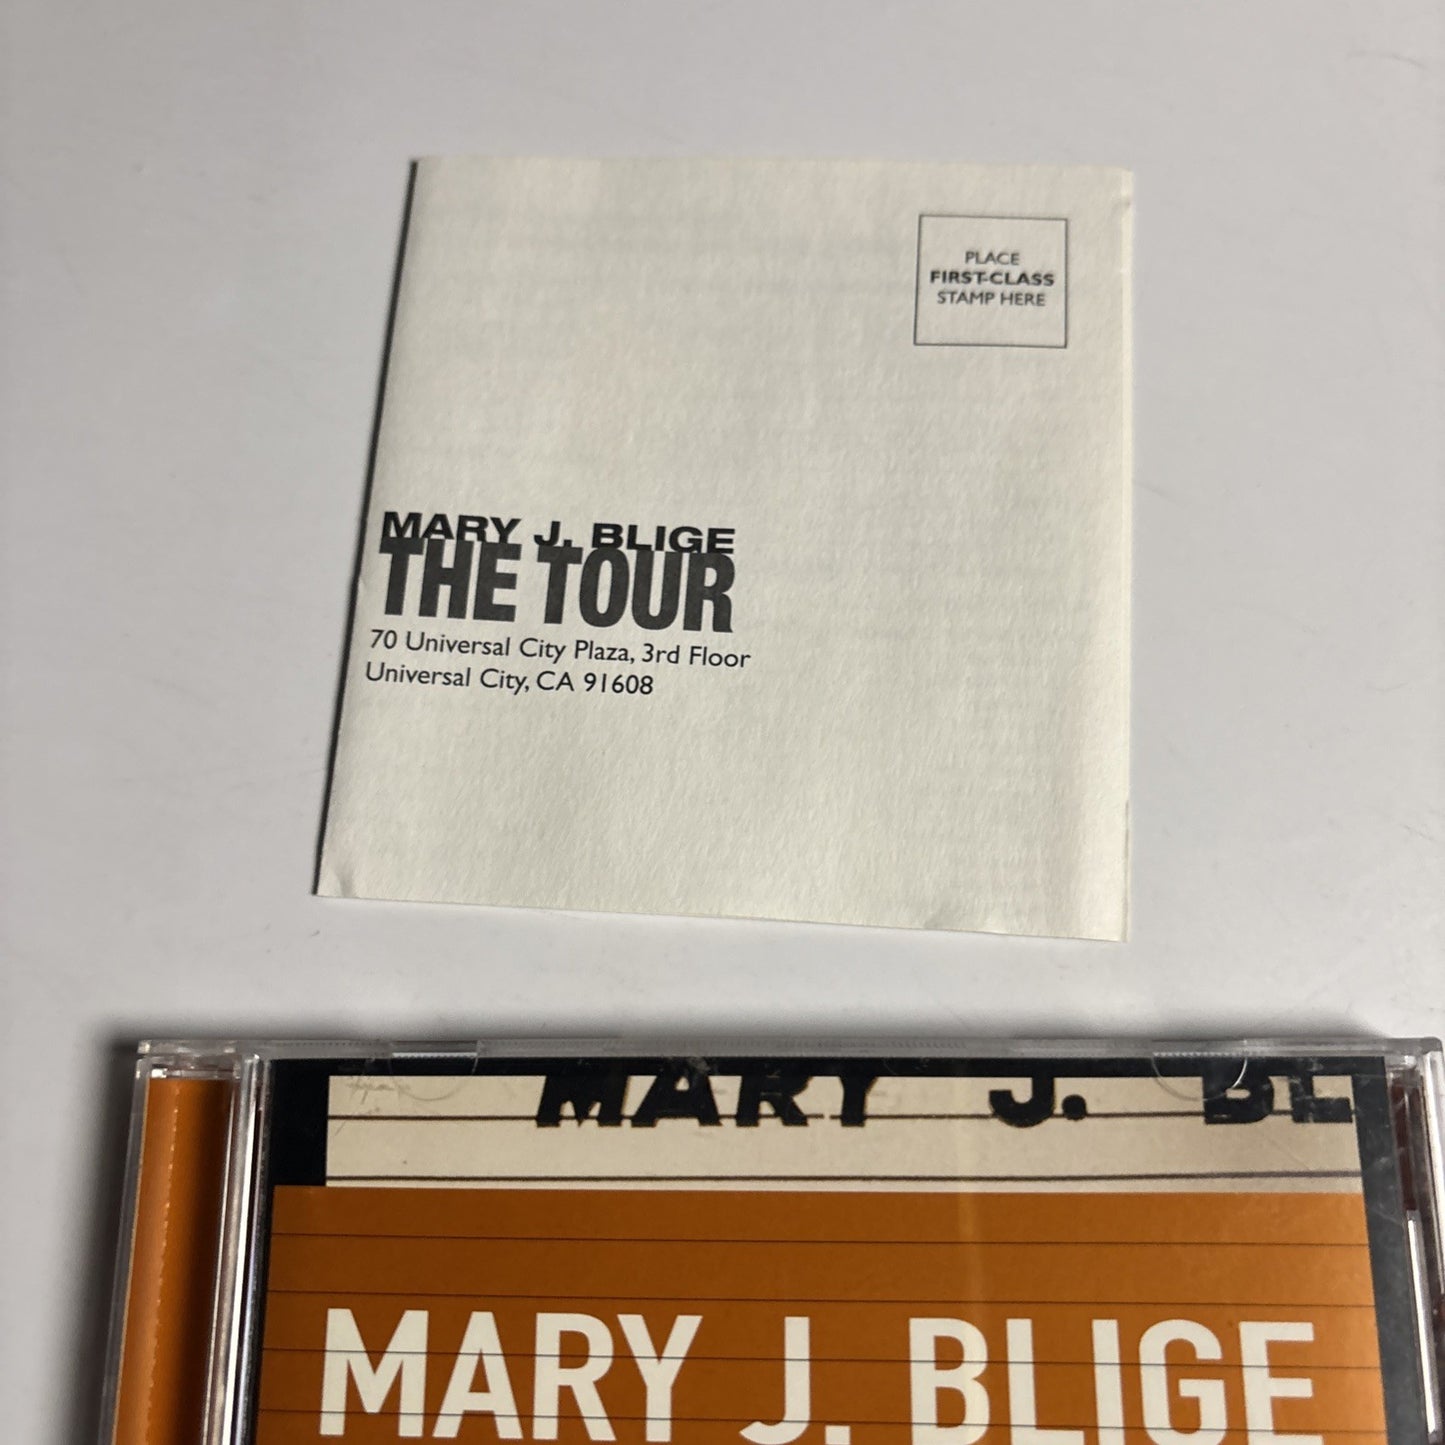 PLACE
FIRST-CLASS
STAMP HERE
MARY J. BLIGE
THE TOUR
70 Universal City Plaza, 3rd Floor
Universal City, CA 91608
MARY J. BL
MARY J. BLIGE